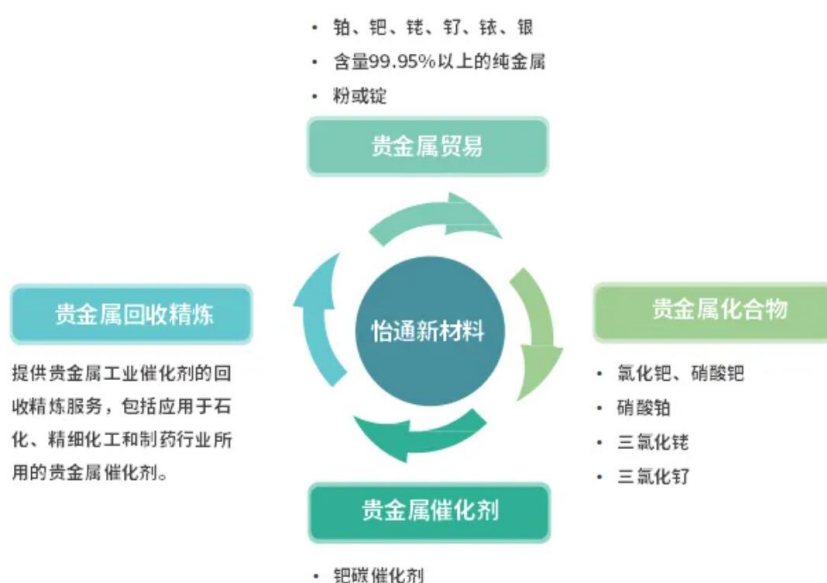 • 铂、钯、铑、钌、铱、银
• 含量99.95%以上的纯金属
• 粉或锭
贵金属贸易
贵金属回收精炼
提供贵金属工业催化剂的回
收精炼服务，包括应用于石
化、精细化工和制药行业所
用的贵金属催化剂。
怡通新材料
贵金属化合物
• 氯化钯、硝酸钯
• 硝酸铂
• 三氯化铑
• 三氯化钌
贵金属催化剂
• 钯碳催化剂